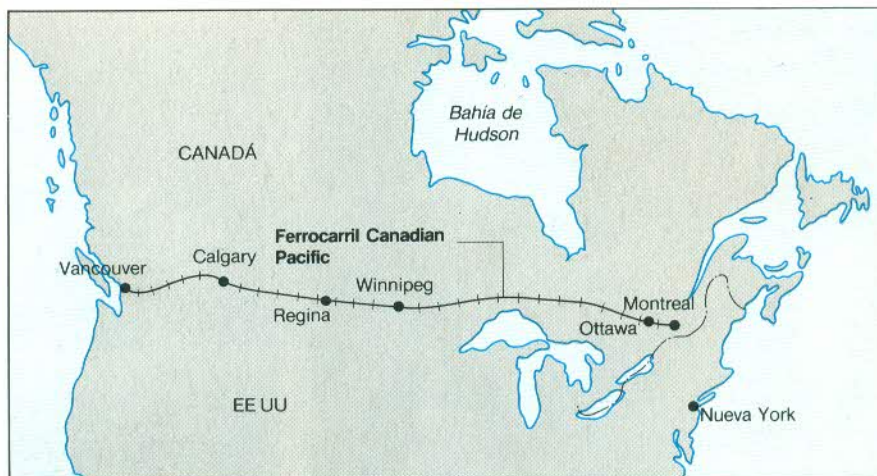 Bahía de
Hudson
CANADÁ
Ferrocarril Canadian
Pacific
Calgary
Vancouver
Winnipeg
Regina
Montreal
Ottawa
EE UU
Nueva York